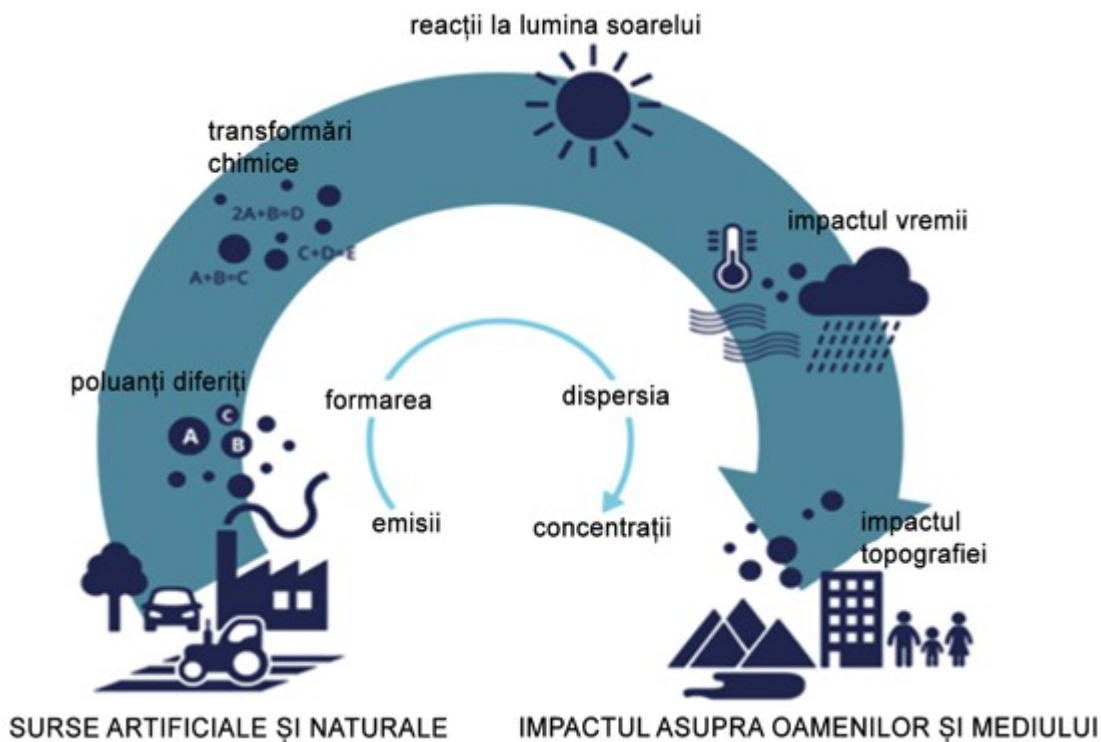 reacții la lumina soarelui
transformări
chimice
2A+B=D
C+D=E
A+B=C
impactul vremii
poluanți diferiți
A
C
B
formarea
dispersia
emisii
concentrații
impactul
topografiei
SURSE ARTIFICIALE ȘI NATURALE
IMPACTUL ASUPRA OAMENILOR ȘI MEDIULUI